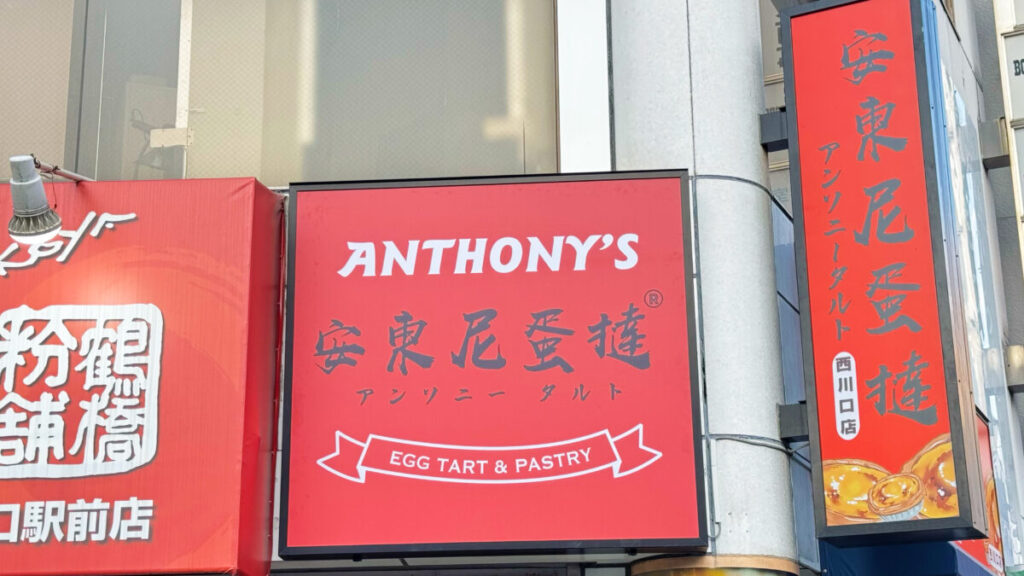 鶴橋
粉舗
口駅前店
ANTHONY'S
安東尼蛋撻®
アンソニー タルト
EGG TART & PASTRY
安東尼蛋撻
アンソニータルト
西川口店